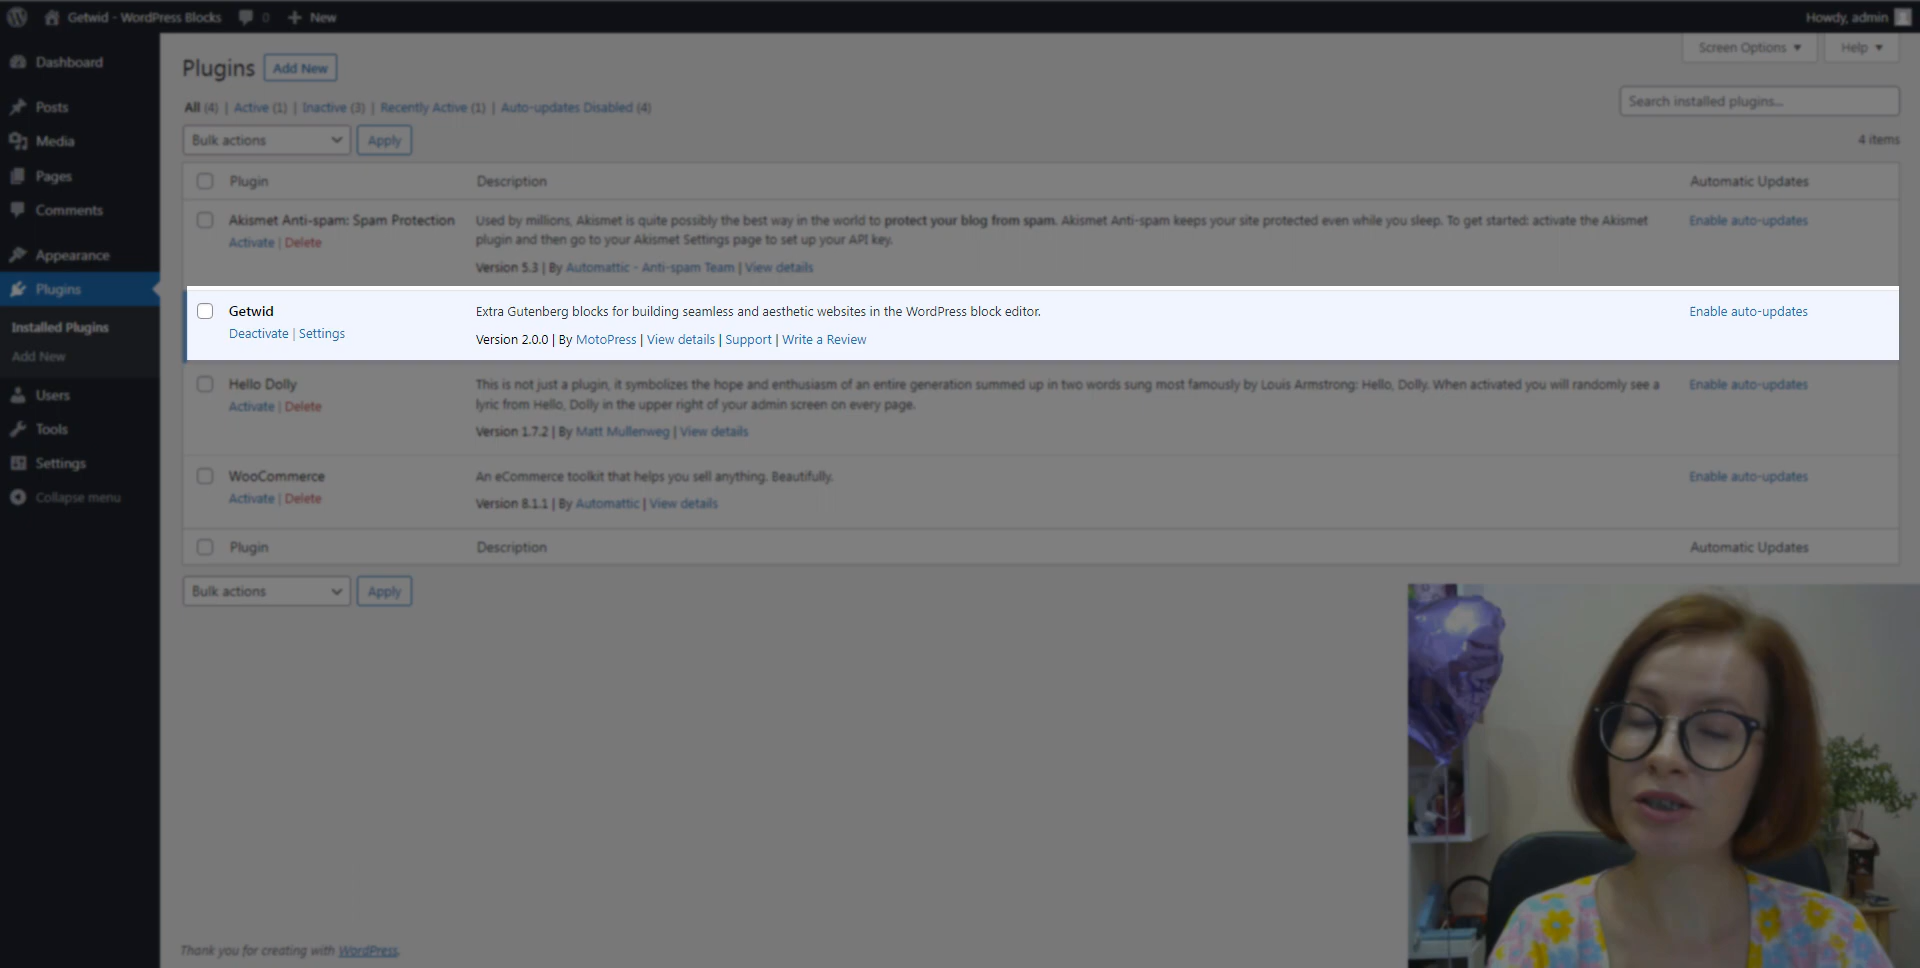 Getwid - WordPress Blocks 0 New Howdy, admin
Screen Options Help
Dashboard
Posts
Media
Pages
Comments
Appearance
Plugins
Installed Plugins
Add New
Users
Tools
Settings
Collapse menu
Plugins Add New
All (4) | Active (1) | Inactive (3) | Recently Active (1) | Auto-updates Disabled (4)
Search installed plugins...
Bulk actions Apply
4 items
Plugin Description Automatic Updates
Akismet Anti-spam: Spam Protection
Activate | Delete
Used by millions, Akismet is quite possibly the best way in the world to protect your blog from spam. Akismet Anti-spam keeps your site protected even while you sleep. To get started: activate the Akismet
plugin and then go to your Akismet Settings page to set up your API key.
Version 5.3 | By Automattic - Anti-spam Team | View details
Enable auto-updates
Getwid
Deactivate | Settings
Extra Gutenberg blocks for building seamless and aesthetic websites in the WordPress block editor.
Version 2.0.0 | By MotoPress | View details | Support | Write a Review
Enable auto-updates
Hello Dolly
Activate | Delete
This is not just a plugin, it symbolizes the hope and enthusiasm of an entire generation summed up in two words sung most famously by Louis Armstrong: Hello, Dolly. When activated you will randomly see a
lyric from Hello, Dolly in the upper right of your admin screen on every page.
Version 1.7.2 | By Matt Mullenweg | View details
Enable auto-updates
WooCommerce
Activate | Delete
An eCommerce toolkit that helps you sell anything. Beautifully.
Version 8.1.1 | By Automattic | View details
Enable auto-updates
Plugin Description Automatic Updates
Bulk actions Apply
Thank you for creating with WordPress.